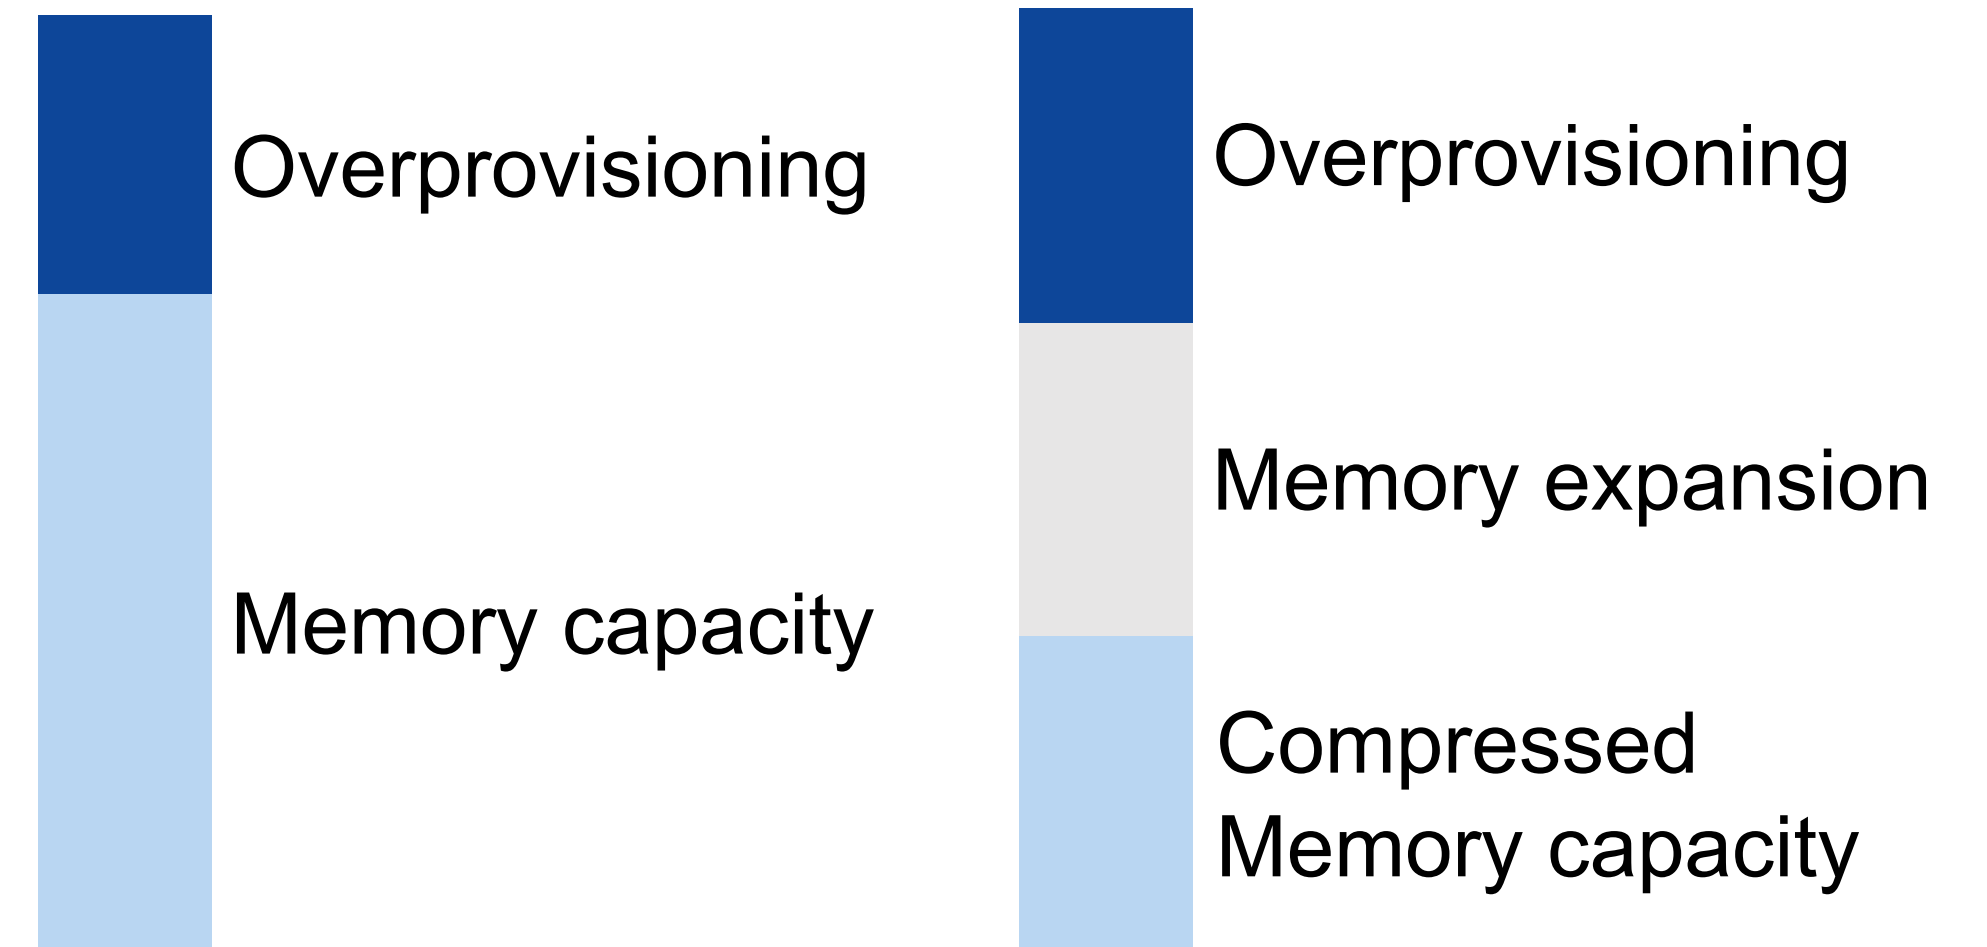 Overprovisioning
Memory capacity
Overprovisioning
Memory expansion
Compressed
Memory capacity